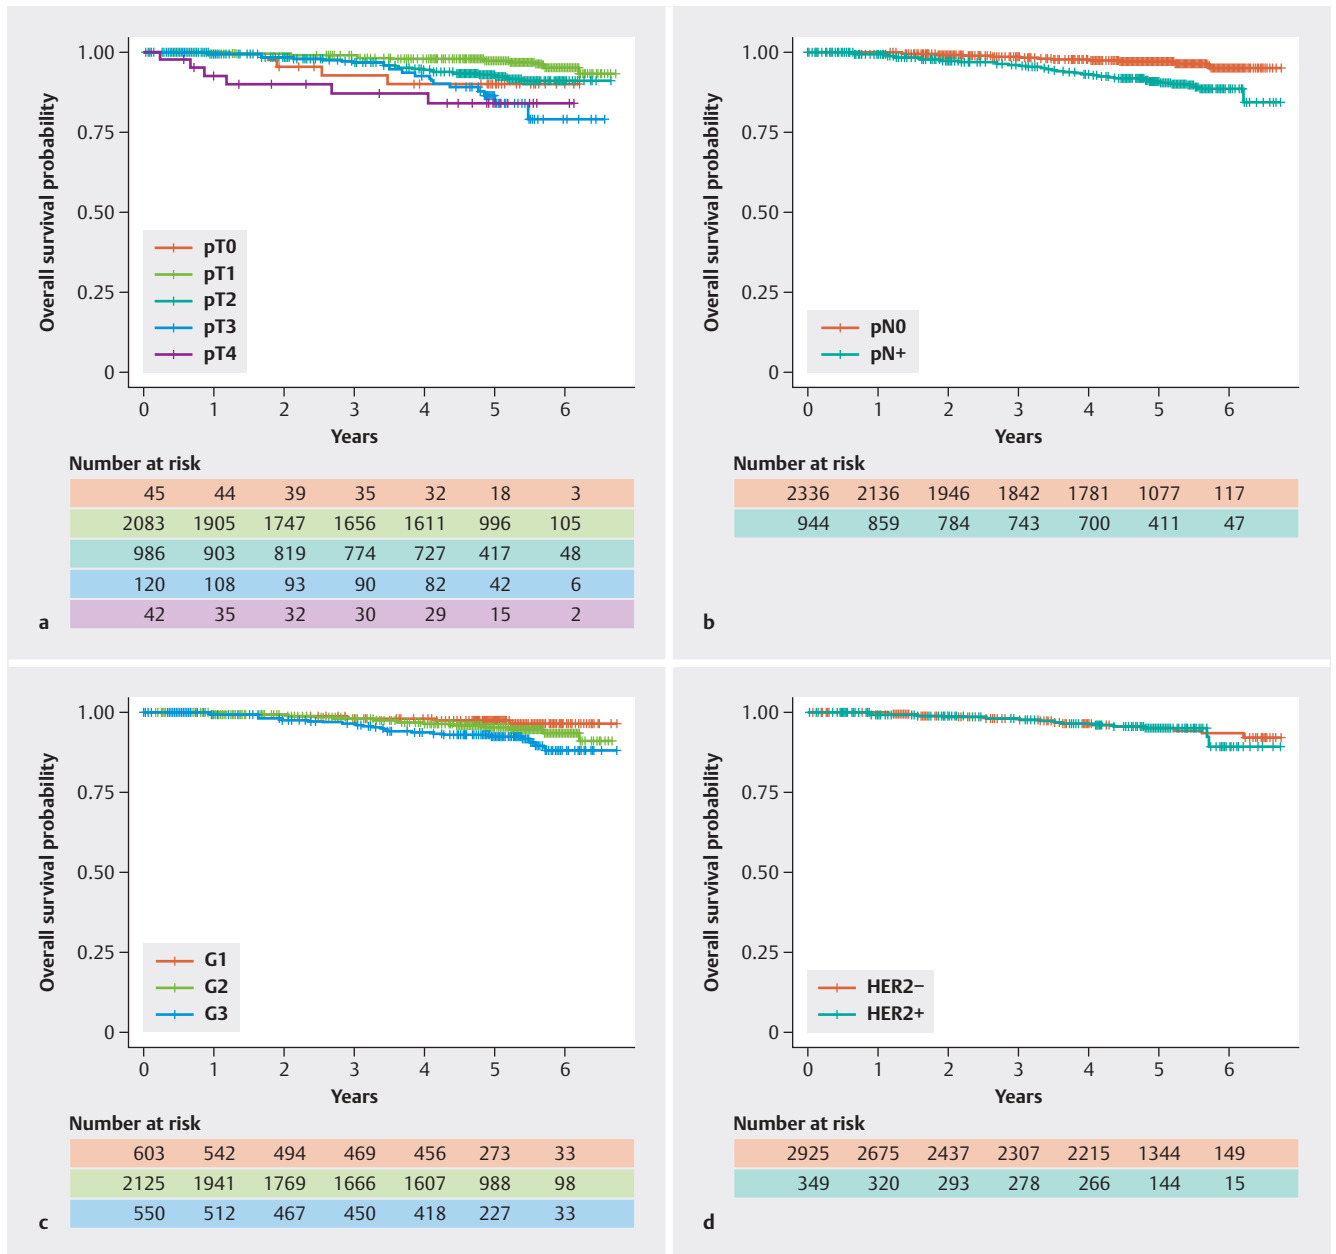 Overall survival probability
1.00
0.75
0.50
0.25
0
pT0
pT1
pT2
pT3
pT4
0 1 2 3 4 5 6
Years
Number at risk
45 44 39 35 32 18 3
2083 1905 1747 1656 1611 996 105
986 903 819 774 727 417 48
120 108 93 90 82 42 6
42 35 32 30 29 15 2
a
Overall survival probability
1.00
0.75
0.50
0.25
0
pN0
pN+
0 1 2 3 4 5 6
Years
Number at risk
2336 2136 1946 1842 1781 1077 117
944 859 784 743 700 411 47
b
Overall survival probability
1.00
0.75
0.50
0.25
0
G1
G2
G3
0 1 2 3 4 5 6
Years
Number at risk
603 542 494 469 456 273 33
2125 1941 1769 1666 1607 988 98
550 512 467 450 418 227 33
c
Overall survival probability
1.00
0.75
0.50
0.25
0
HER2−
HER2+
0 1 2 3 4 5 6
Years
Number at risk
2925 2675 2437 2307 2215 1344 149
349 320 293 278 266 144 15
d